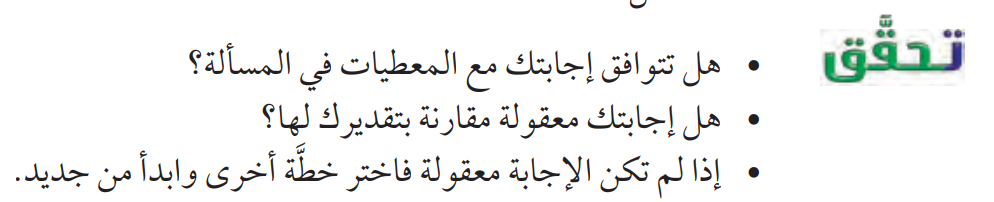 تحقَّق
• هل تتوافق إجابتك مع المعطيات في المسألة؟
• هل إجابتك معقولة مقارنة بتقديرك لها؟
• إذا لم تكن الإجابة معقولة فاختر خطَّة أخرى وابدأ من جديد.